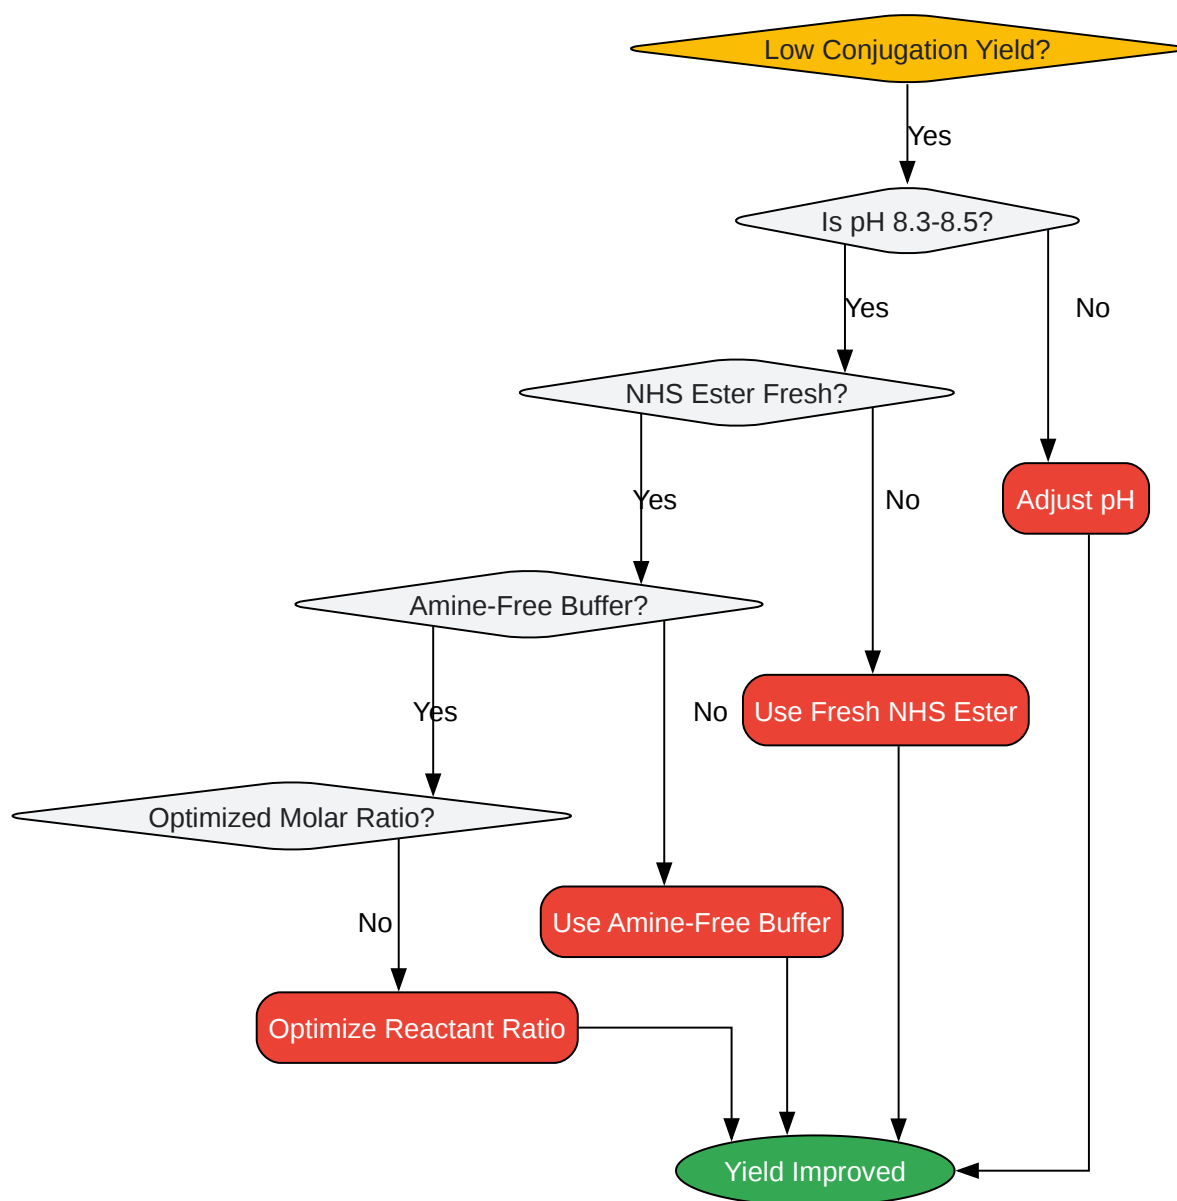 Low Conjugation Yield?
Yes
Is pH 8.3-8.5?
Yes
No
NHS Ester Fresh?
Yes
No
Adjust pH
Amine-Free Buffer?
Yes
No
Use Fresh NHS Ester
Optimized Molar Ratio?
No
Use Amine-Free Buffer
Optimize Reactant Ratio
Yield Improved